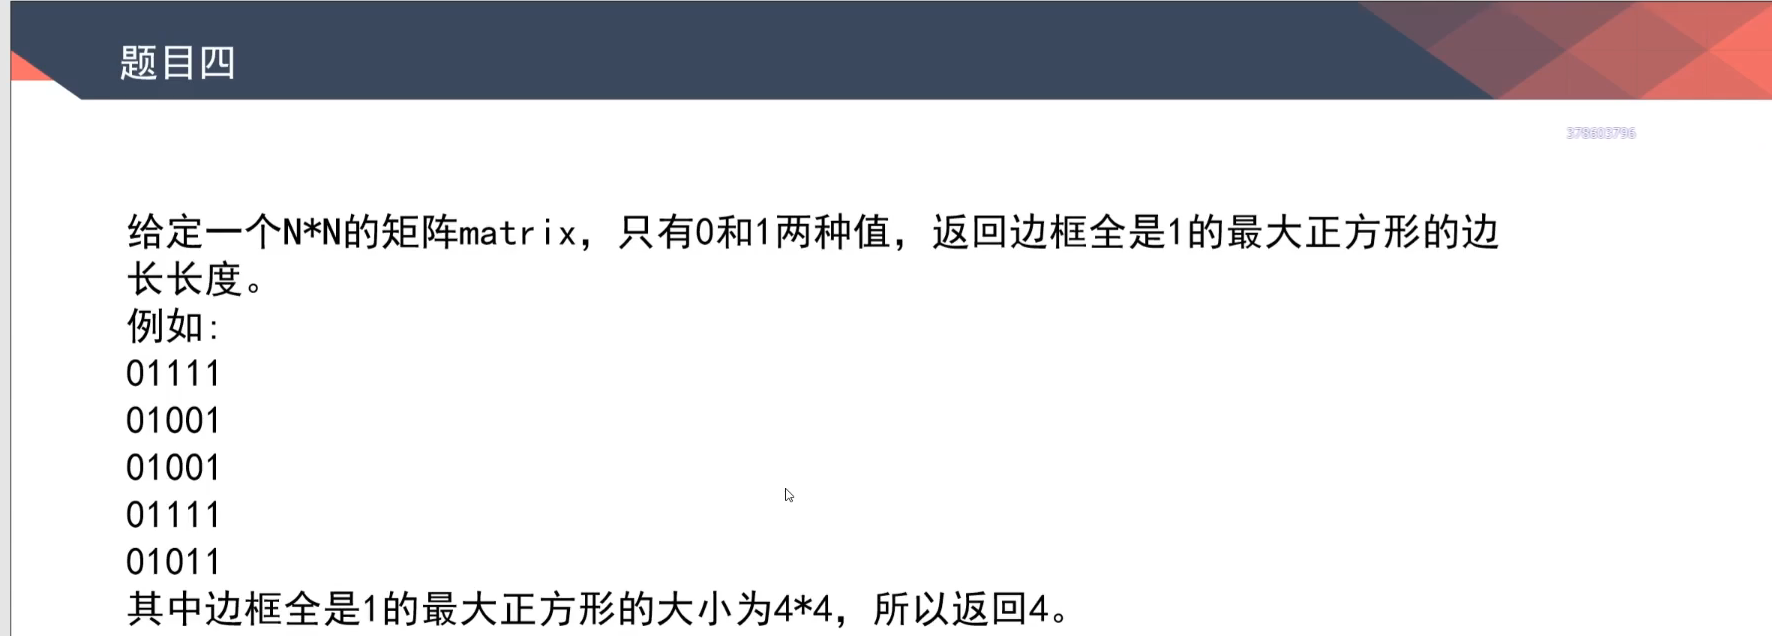 题目四
378603796
给定一个N*N的矩阵matrix，只有0和1两种值，返回边框全是1的最大正方形的边
长长度。
例如:
01111
01001
01001
01111
01011
其中边框全是1的最大正方形的大小为4*4，所以返回4。